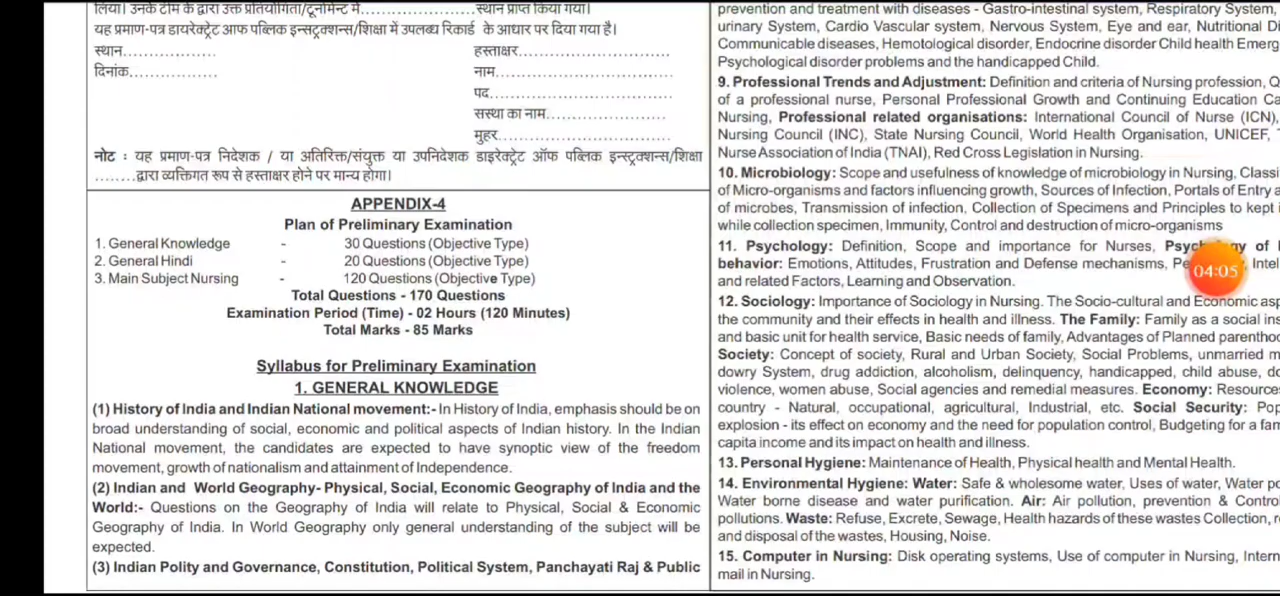 लिया। उनके टीम के द्वारा उक्त प्रतियोगिता/टूर्नामेन्ट में...........................स्थान प्राप्त किया गया।
यह प्रमाण-पत्र डायरेक्ट्रेट आफ पब्लिक इन्सट्रक्शन्स/शिक्षा में उपलब्ध रिकार्ड के आधार पर दिया गया है।
स्थान.....................
हस्ताक्षर...............................
दिनांक..................
नाम.....................................
पद......................................
सस्था का नाम........................
मुहर.....................................
नोट : यह प्रमाण-पत्र निदेशक / या अतिरिक्त/संयुक्त या उपनिदेशक डाइरेक्ट्रेट ऑफ पब्लिक इन्स्ट्रक्शन्स/शिक्षा
........द्वारा व्यक्तिगत रूप से हस्ताक्षर होने पर मान्य होगा।
APPENDIX-4
Plan of Preliminary Examination
1. General Knowledge - 30 Questions (Objective Type)
2. General Hindi - 20 Questions (Objective Type)
3. Main Subject Nursing - 120 Questions (Objective Type)
Total Questions - 170 Questions
Examination Period (Time) - 02 Hours (120 Minutes)
Total Marks - 85 Marks
Syllabus for Preliminary Examination
1. GENERAL KNOWLEDGE
(1) History of India and Indian National movement:- In History of India, emphasis should be on
broad understanding of social, economic and political aspects of Indian history. In the Indian
National movement, the candidates are expected to have synoptic view of the freedom
movement, growth of nationalism and attainment of Independence.
(2) Indian and World Geography- Physical, Social, Economic Geography of India and the
World:- Questions on the Geography of India will relate to Physical, Social & Economic
Geography of India. In World Geography only general understanding of the subject will be
expected.
(3) Indian Polity and Governance, Constitution, Political System, Panchayati Raj & Public
prevention and treatment with diseases - Gastro-intestinal system, Respiratory System,
urinary System, Cardio Vascular system, Nervous System, Eye and ear, Nutritional Di
Communicable diseases, Hemotological disorder, Endocrine disorder Child health Emerg
Psychological disorder problems and the handicapped Child.
9. Professional Trends and Adjustment: Definition and criteria of Nursing profession, Q
of a professional nurse, Personal Professional Growth and Continuing Education Ca
Nursing, Professional related organisations: International Council of Nurse (ICN),
Nursing Council (INC), State Nursing Council, World Health Organisation, UNICEF,
Nurse Association of India (TNAI), Red Cross Legislation in Nursing.
10. Microbiology: Scope and usefulness of knowledge of microbiology in Nursing, Classi
of Micro-organisms and factors influencing growth, Sources of Infection, Portals of Entry a
of microbes, Transmission of infection, Collection of Specimens and Principles to kept i
while collection specimen, Immunity, Control and destruction of micro-organisms
11. Psychology: Definition, Scope and importance for Nurses, Psyc gy of
behavior: Emotions, Attitudes, Frustration and Defense mechanisms, Pe Intel
and related Factors, Learning and Observation.
04:05
12. Sociology: Importance of Sociology in Nursing. The Socio-cultural and Economic asp
the community and their effects in health and illness. The Family: Family as a social ins
and basic unit for health service, Basic needs of family, Advantages of Planned parenthoo
Society: Concept of society, Rural and Urban Society, Social Problems, unmarried m
dowry System, drug addiction, alcoholism, delinquency, handicapped, child abuse, do
violence, women abuse, Social agencies and remedial measures. Economy: Resource
country - Natural, occupational, agricultural, Industrial, etc. Social Security: Pop
explosion - its effect on economy and the need for population control, Budgeting for a fam
capita income and its impact on health and illness.
13. Personal Hygiene: Maintenance of Health, Physical health and Mental Health.
14. Environmental Hygiene: Water: Safe & wholesome water, Uses of water, Water po
Water borne disease and water purification. Air: Air pollution, prevention & Contro
pollutions. Waste: Refuse, Excrete, Sewage, Health hazards of these wastes Collection, r
and disposal of the wastes, Housing, Noise.
15. Computer in Nursing: Disk operating systems, Use of computer in Nursing, Intern
mail in Nursing.